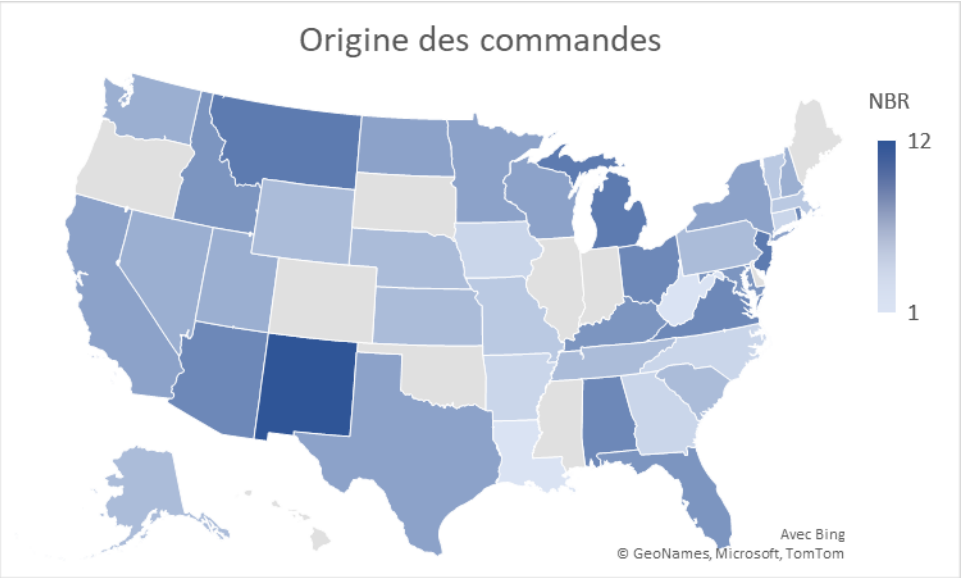 Origine des commandes
NBR
12
1
Avec Bing
© GeoNames, Microsoft, TomTom